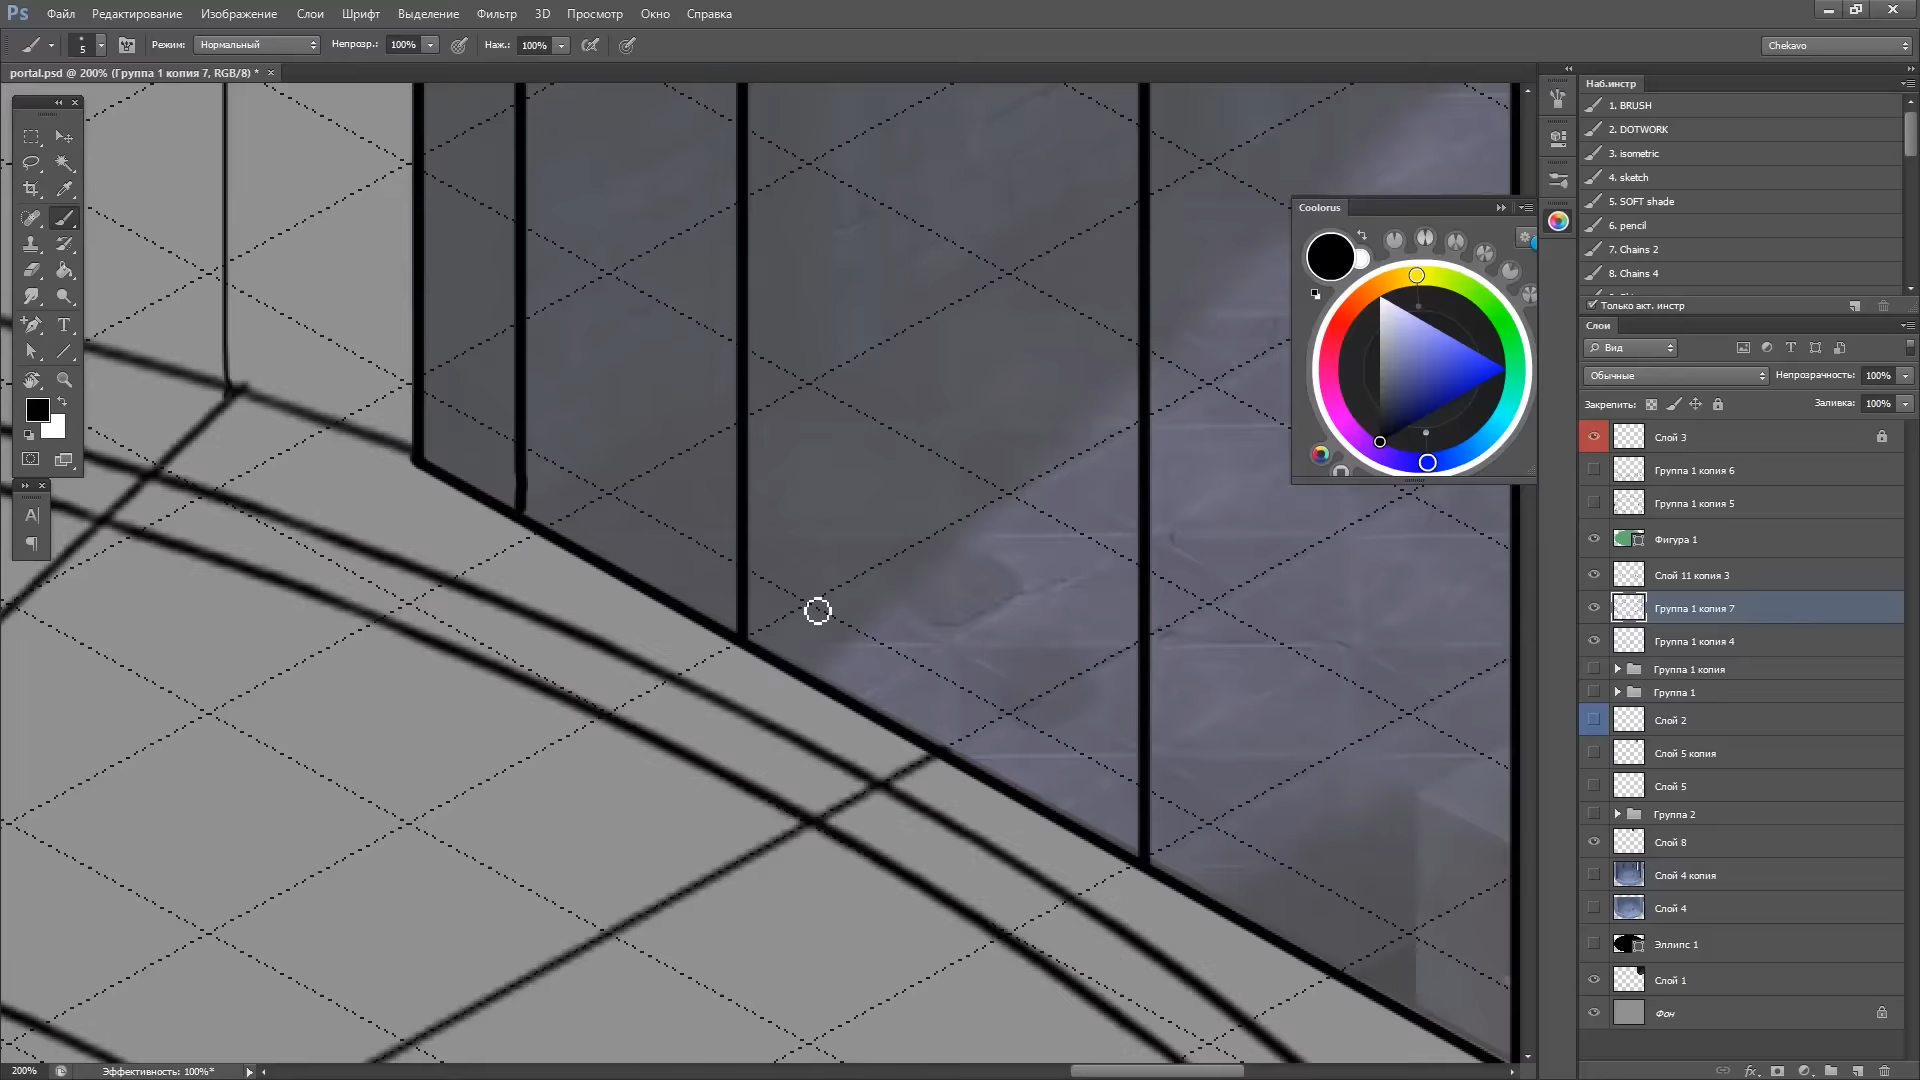 Ps Файл Редактирование Изображение Слои Шрифт Выделение Фильтр 3D Просмотр Окно Справка
5 Режим: Нормальный Непрозр.: 100% Наж.: 100% Chekavo
portal.psd @ 200% (Группа 1 копия 7, RGB/8) *
Наб.инстр
1. BRUSH
2. DOTWORK
3. isometric
4. sketch
5. SOFT shade
6. pencil
7. Chains 2
8. Chains 4
Только акт. инстр
Coolorus
Слои
Вид
Обычные Непрозрачность: 100%
Закрепить: Заливка: 100%
Слой 3
Группа 1 копия 6
Группа 1 копия 5
Фигура 1
Слой 11 копия 3
Группа 1 копия 7
Группа 1 копия 4
Группа 1 копия
Группа 1
Слой 2
Слой 5 копия
Слой 5
Группа 2
Слой 8
Слой 4 копия
Слой 4
Эллипс 1
Слой 1
Фон
200% Эффективность: 100%*